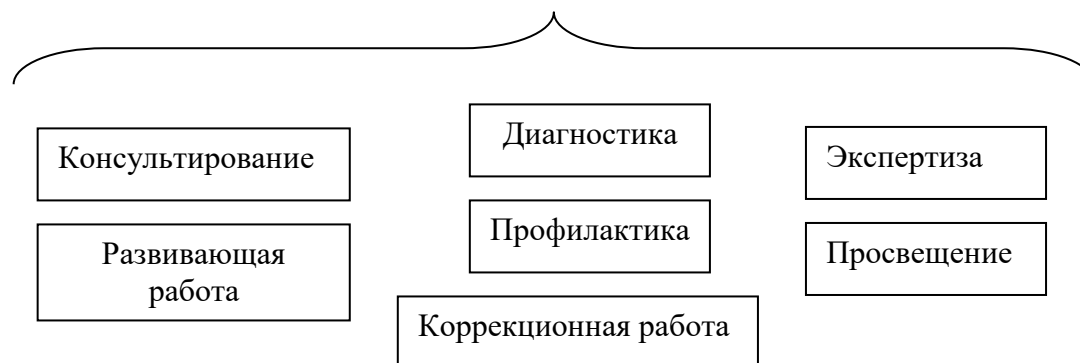 Консультирование
Развивающая
работа
Диагностика
Профилактика
Коррекционная работа
Экспертиза
Просвещение